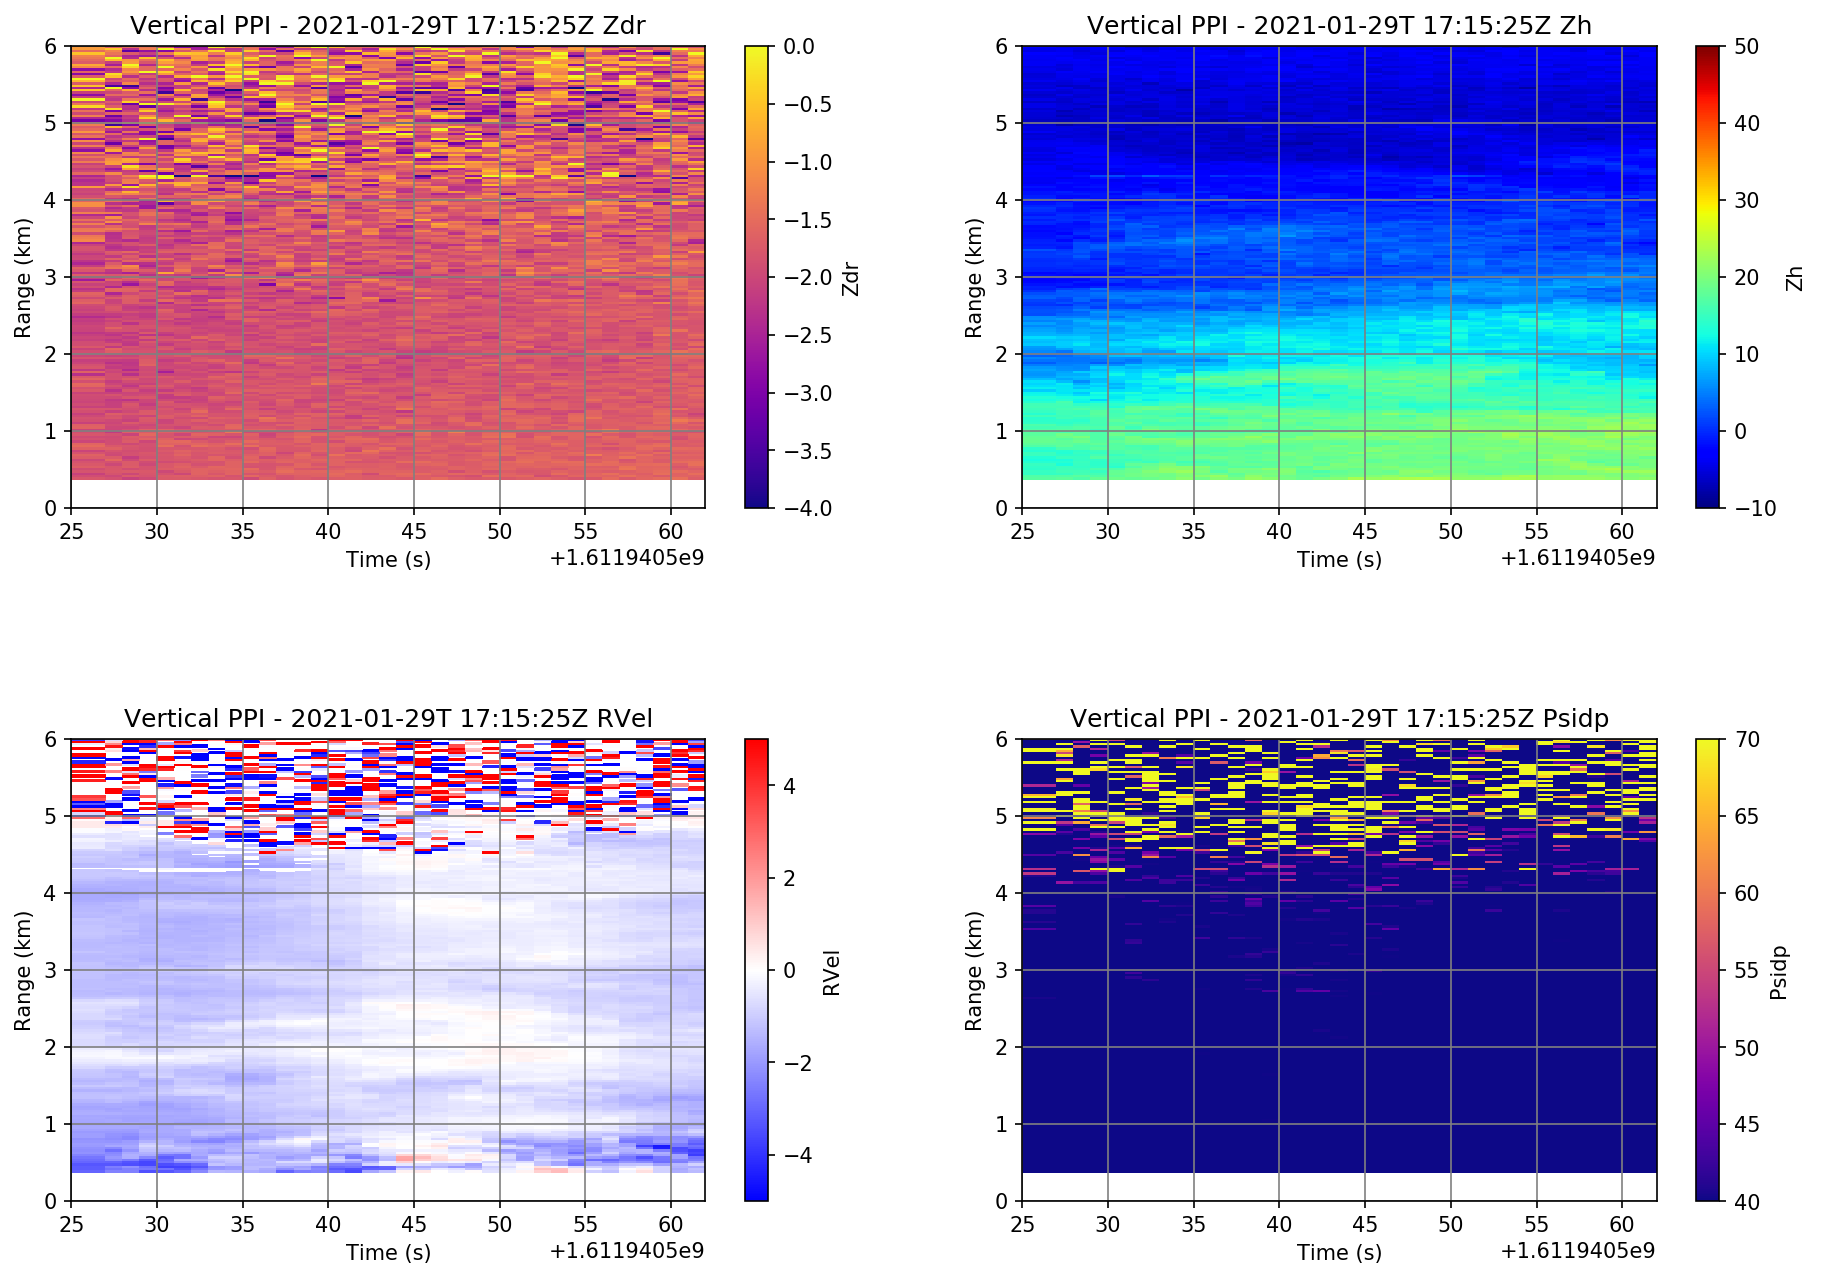 Vertical PPI - 2021-01-29T 17:15:25Z Zdr
6
5
4
3
2
1
0
Range (km)
25 30 35 40 45 50 55 60
Time (s)
+1.6119405e9
0.0
−0.5
−1.0
−1.5
−2.0
−2.5
−3.0
−3.5
−4.0
Zdr
Vertical PPI - 2021-01-29T 17:15:25Z Zh
6
5
4
3
2
1
0
Range (km)
25 30 35 40 45 50 55 60
Time (s)
+1.6119405e9
50
40
30
20
10
0
−10
Zh
Vertical PPI - 2021-01-29T 17:15:25Z RVel
6
5
4
3
2
1
0
Range (km)
25 30 35 40 45 50 55 60
Time (s)
+1.6119405e9
4
2
0
−2
−4
RVel
Vertical PPI - 2021-01-29T 17:15:25Z Psidp
6
5
4
3
2
1
0
Range (km)
25 30 35 40 45 50 55 60
Time (s)
+1.6119405e9
70
65
60
55
50
45
40
Psidp